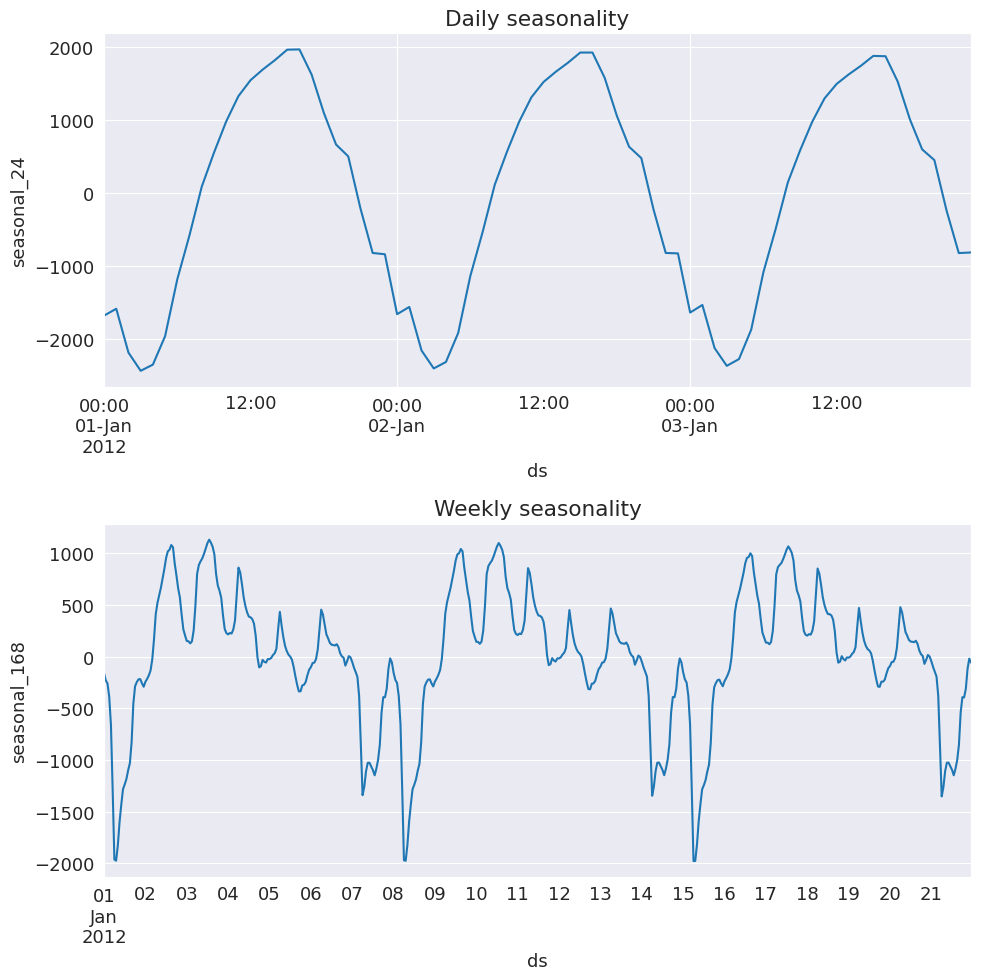 Daily seasonality
seasonal_24
2000
1000
0
−1000
−2000
00:00 12:00 00:00 12:00 00:00 12:00
01-Jan 02-Jan 03-Jan
2012
ds
Weekly seasonality
seasonal_168
1000
500
0
−500
−1000
−1500
−2000
01 02 03 04 05 06 07 08 09 10 11 12 13 14 15 16 17 18 19 20 21
Jan
2012
ds